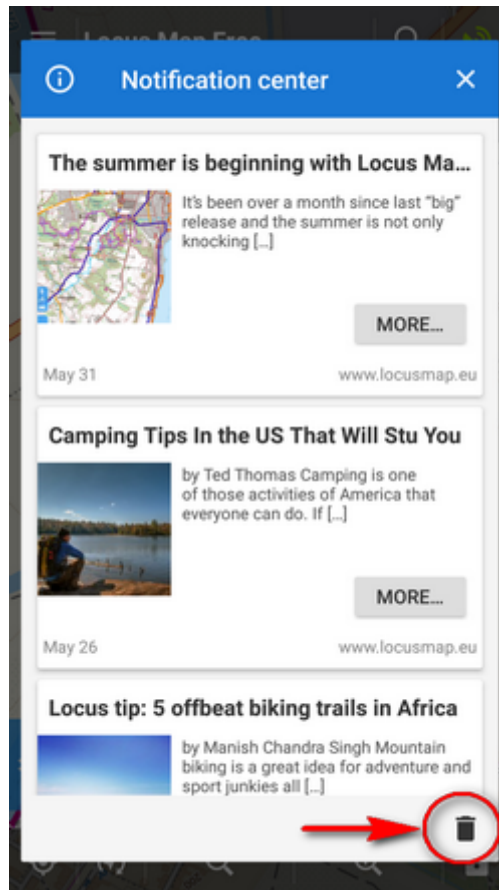 Locus Map Free
Notification center
The summer is beginning with Locus Ma...
It's been over a month since last "big"
release and the summer is not only
knocking [...]
MORE...
May 31
www.locusmap.eu
Camping Tips In the US That Will Stu You
by Ted Thomas Camping is one
of those activities of America that
everyone can do. If [...]
MORE...
May 26
www.locusmap.eu
Locus tip: 5 offbeat biking trails in Africa
by Manish Chandra Singh Mountain
biking is a great idea for adventure and
sport junkies all [...]